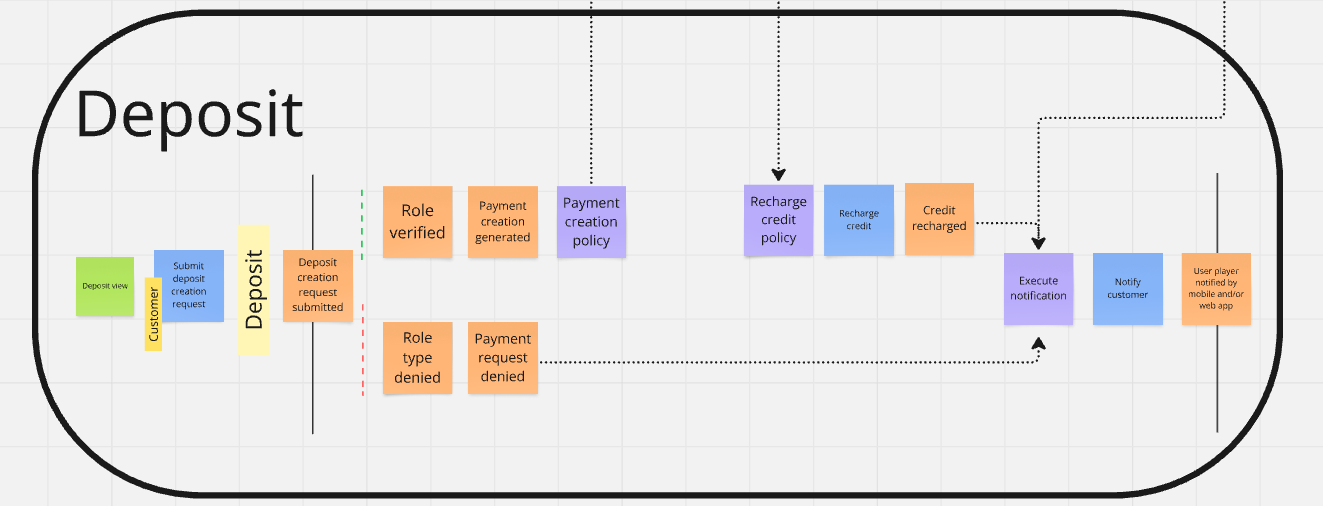 Deposit
Deposit view
Submit
deposit
creation
request
Customer
Deposit
Deposit
creation
request
submitted
Role
verified
Payment
creation
generated
Payment
creation
policy
Role
type
denied
Payment
request
denied
Recharge
credit
policy
Recharge
credit
Credit
recharged
Execute
notification
Notify
customer
User player
notified by
mobile and/or
web app